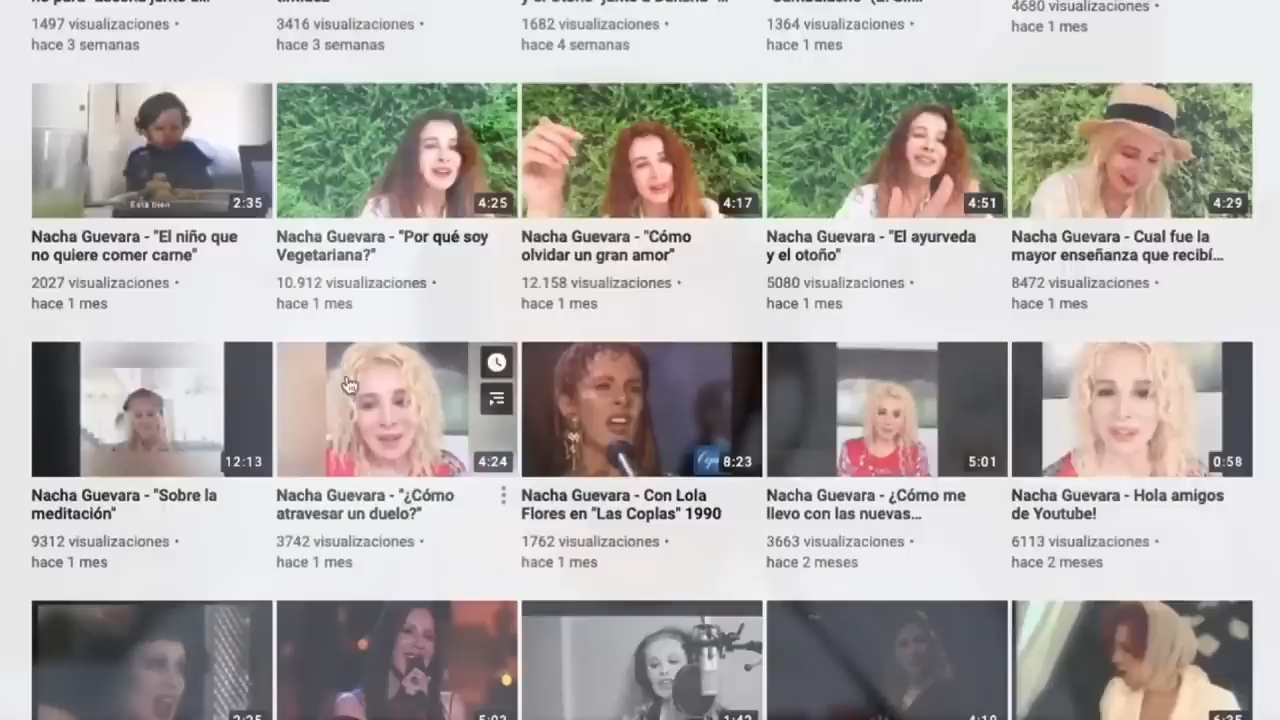 1497 visualizaciones •
hace 3 semanas
3416 visualizaciones •
hace 3 semanas
1682 visualizaciones •
hace 4 semanas
1364 visualizaciones •
hace 1 mes
4680 visualizaciones •
hace 1 mes
Está bien
2:35
4:25
4:17
4:51
4:29
Nacha Guevara - "El niño que
no quiere comer carne"
2027 visualizaciones •
hace 1 mes
Nacha Guevara - "Por qué soy
Vegetariana?"
10.912 visualizaciones •
hace 1 mes
Nacha Guevara - "Cómo
olvidar un gran amor"
12.158 visualizaciones •
hace 1 mes
Nacha Guevara - "El ayurveda
y el otoño"
5080 visualizaciones •
hace 1 mes
Nacha Guevara - Cual fue la
mayor enseñanza que recibí...
8472 visualizaciones •
hace 1 mes
12:13
4:24
8:23
5:01
0:58
Nacha Guevara - "Sobre la
meditación"
9312 visualizaciones •
hace 1 mes
Nacha Guevara - "¿Cómo
atravesar un duelo?"
3742 visualizaciones •
hace 1 mes
Nacha Guevara - Con Lola
Flores en "Las Coplas" 1990
1762 visualizaciones •
hace 1 mes
Nacha Guevara - ¿Cómo me
llevo con las nuevas...
3663 visualizaciones •
hace 2 meses
Nacha Guevara - Hola amigos
de Youtube!
6113 visualizaciones •
hace 2 meses